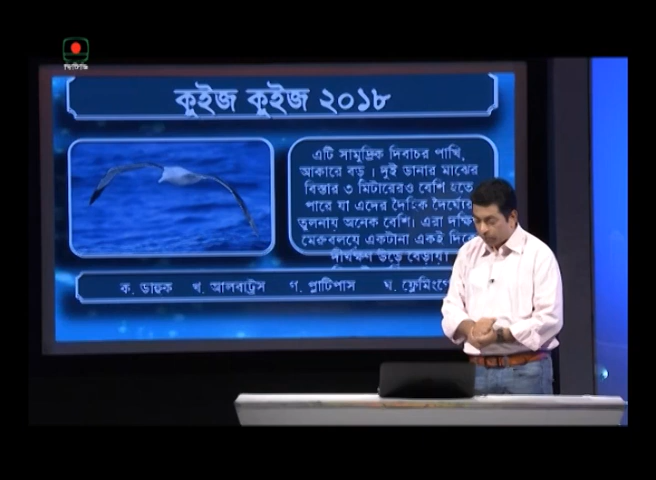 বিটিভি
কুইজ কুইজ ২০১৮
এটি সামুদ্রিক দিবাচর পাখি,
আকারে বড় । দুই ডানার মাঝের
বিস্তার ৩ মিটারেরও বেশি হতে
পারে যা এদের দৈহিক দৈর্ঘ্যের
তুলনায় অনেক বেশি। এরা
মেরুবলয়ে একটানা একই
দীর্ঘক্ষণ উড়ে বেড়ায়।
ক. ডাহুক খ. আলবাট্রস গ. প্লাটিপাস ঘ.